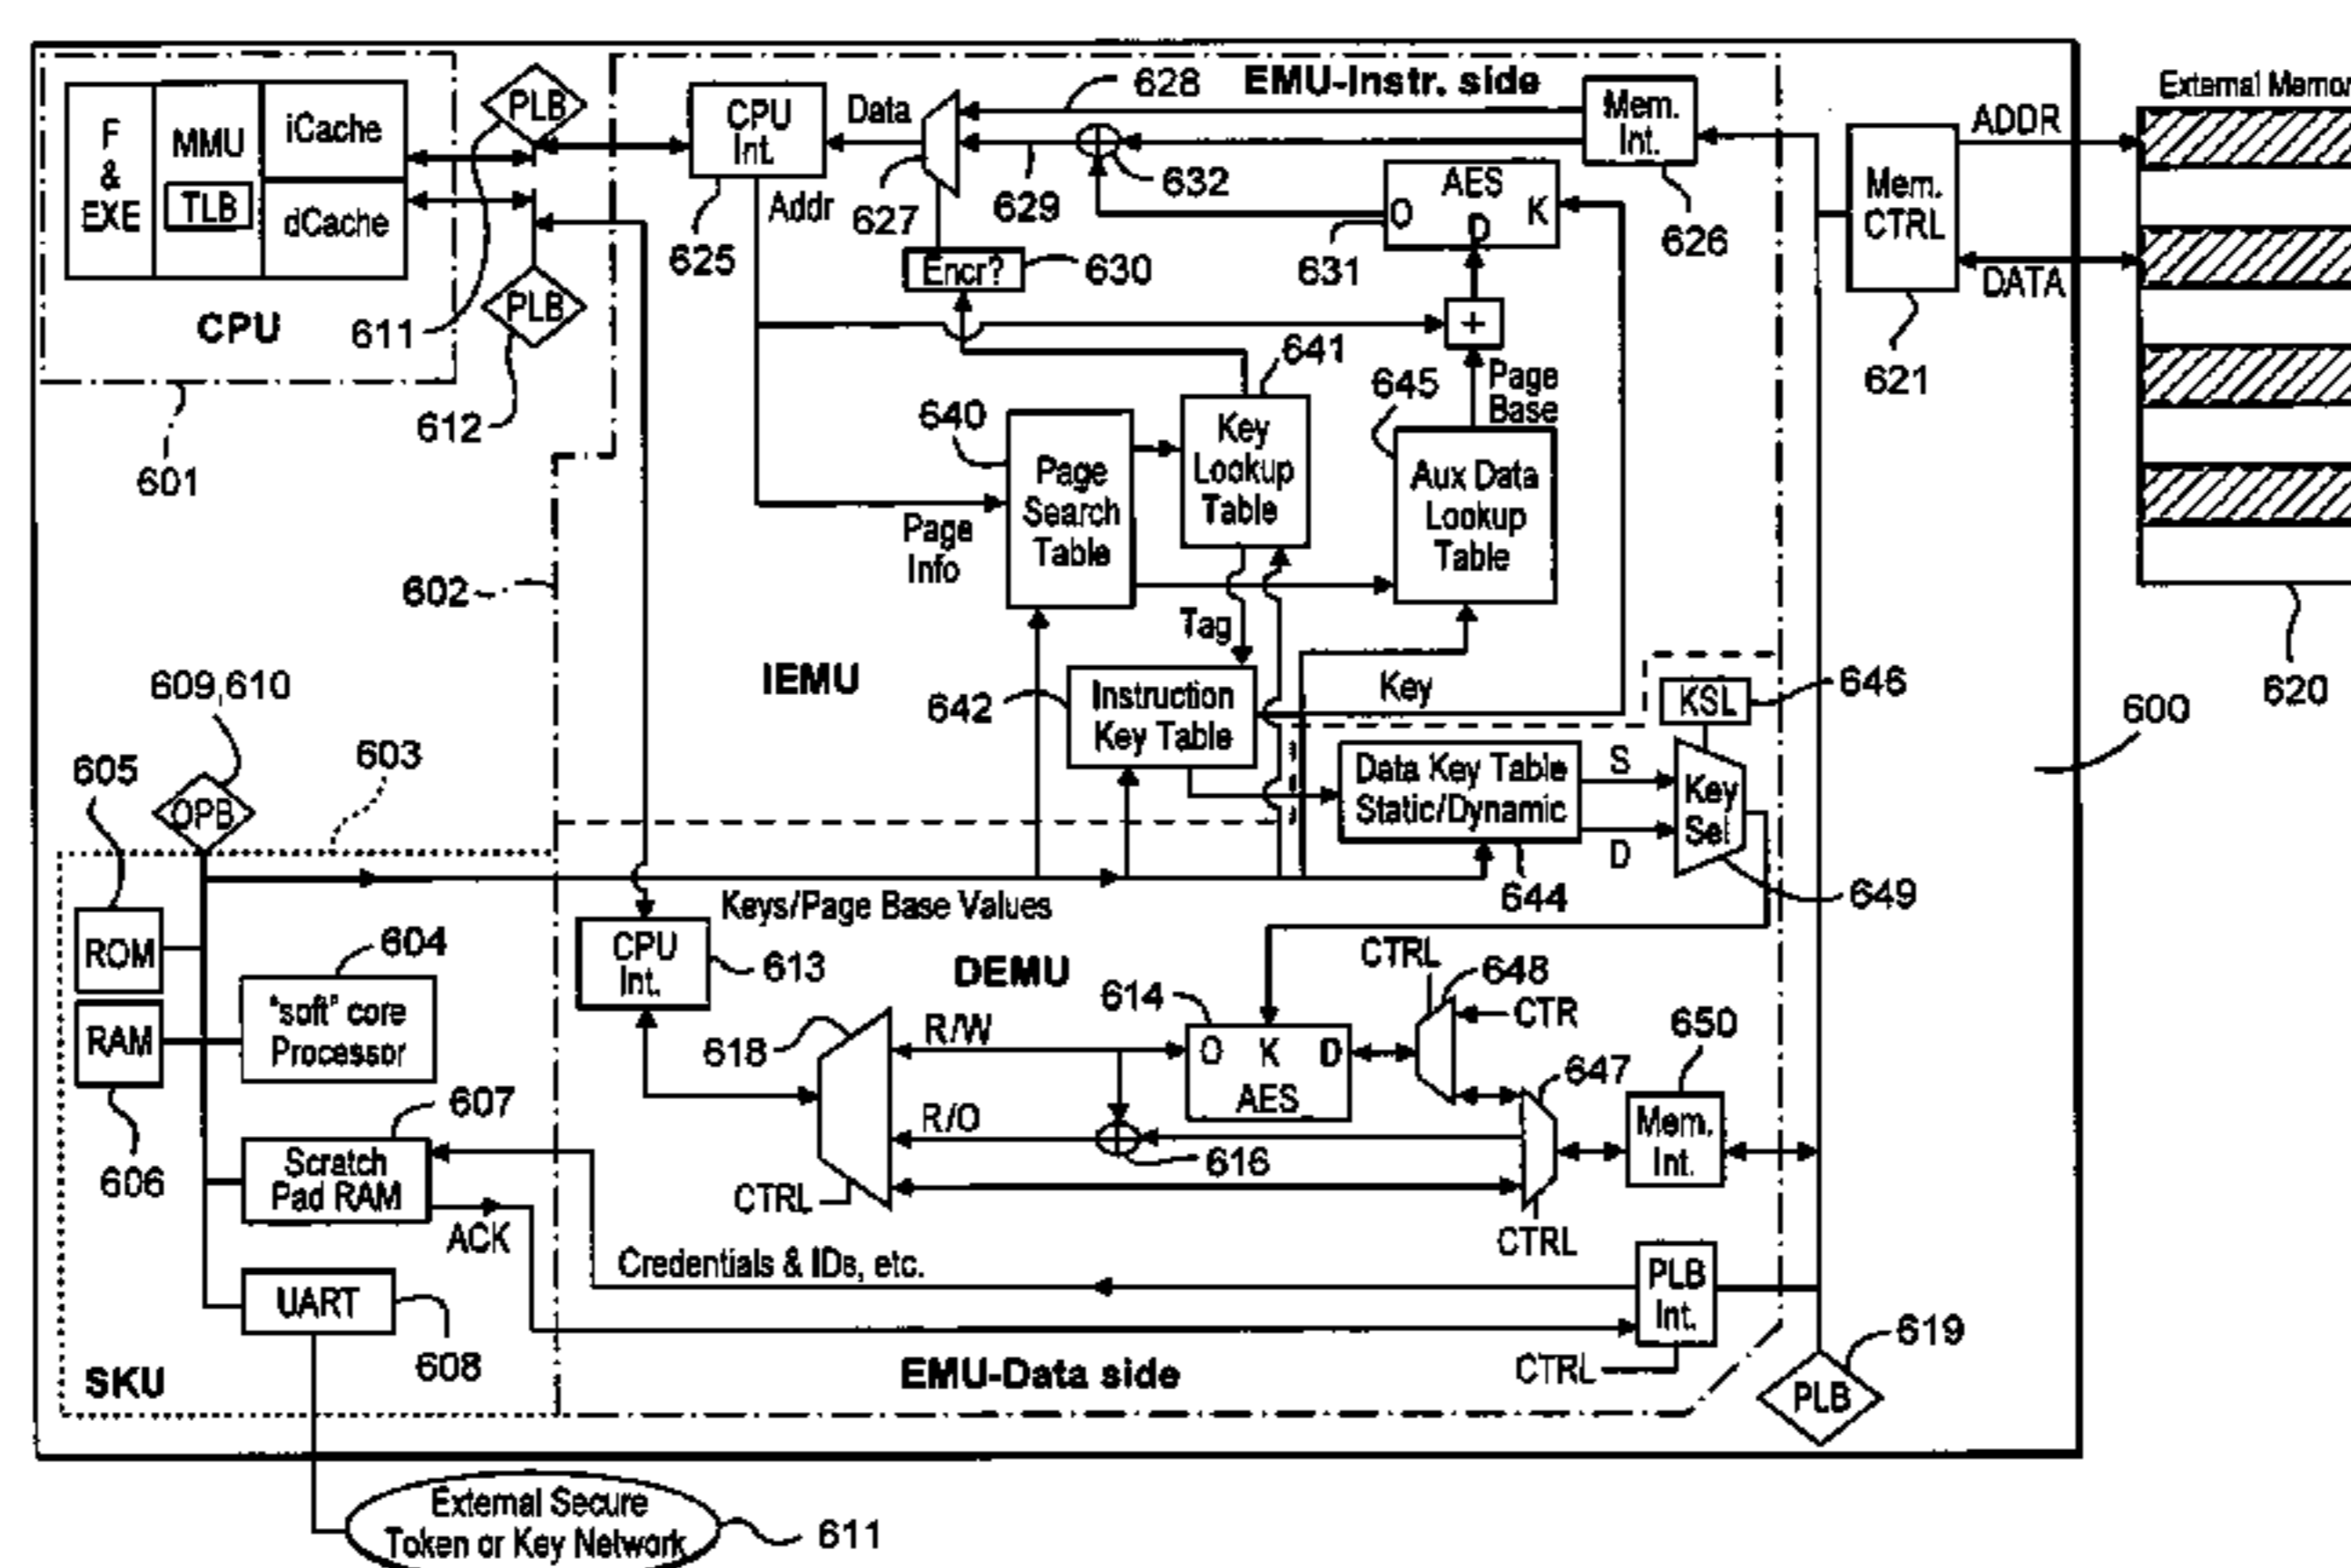 EMU-Instr. side
External Memor
F
&
EXE
MMU
TLB
iCache
dCache
CPU
601
PLB
611
PLB
612
CPU
Int.
625
Data
Addr
627
628
629
632
Encr?
630
Mem.
Int.
626
AES
O
D
K
631
+
Page
Base
Mem.
CTRL
621
ADDR
DATA
620
600
602
640
Page
Search
Table
Page
Info
641
Key
Lookup
Table
645
Aux Data
Lookup
Table
Tag
IEMU
642
Instruction
Key Table
Key
KSL
646
Data Key Table
Static/Dynamic
644
S
D
Key
Sel
649
609,610
OPB
603
605
ROM
RAM
606
604
"soft" core
Processor
607
Scratch
Pad RAM
ACK
UART
608
SKU
Keys/Page Base Values
CPU
Int.
613
DEMU
618
CTRL
R/W
R/O
614
O
K
D
AES
616
CTRL
648
CTR
647
CTRL
650
Mem.
Int.
Credentials & IDs, etc.
PLB
Int.
CTRL
EMU-Data side
619
PLB
External Secure
Token or Key Network
611